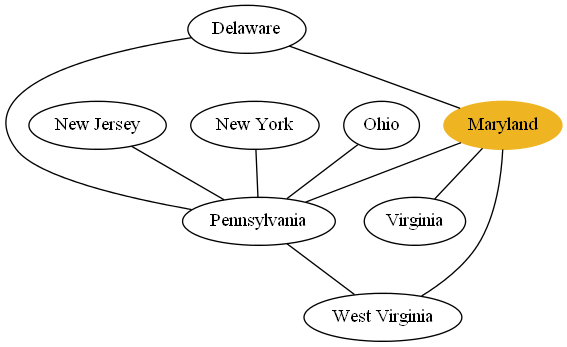 Delaware
New Jersey
New York
Ohio
Maryland
Pennsylvania
Virginia
West Virginia